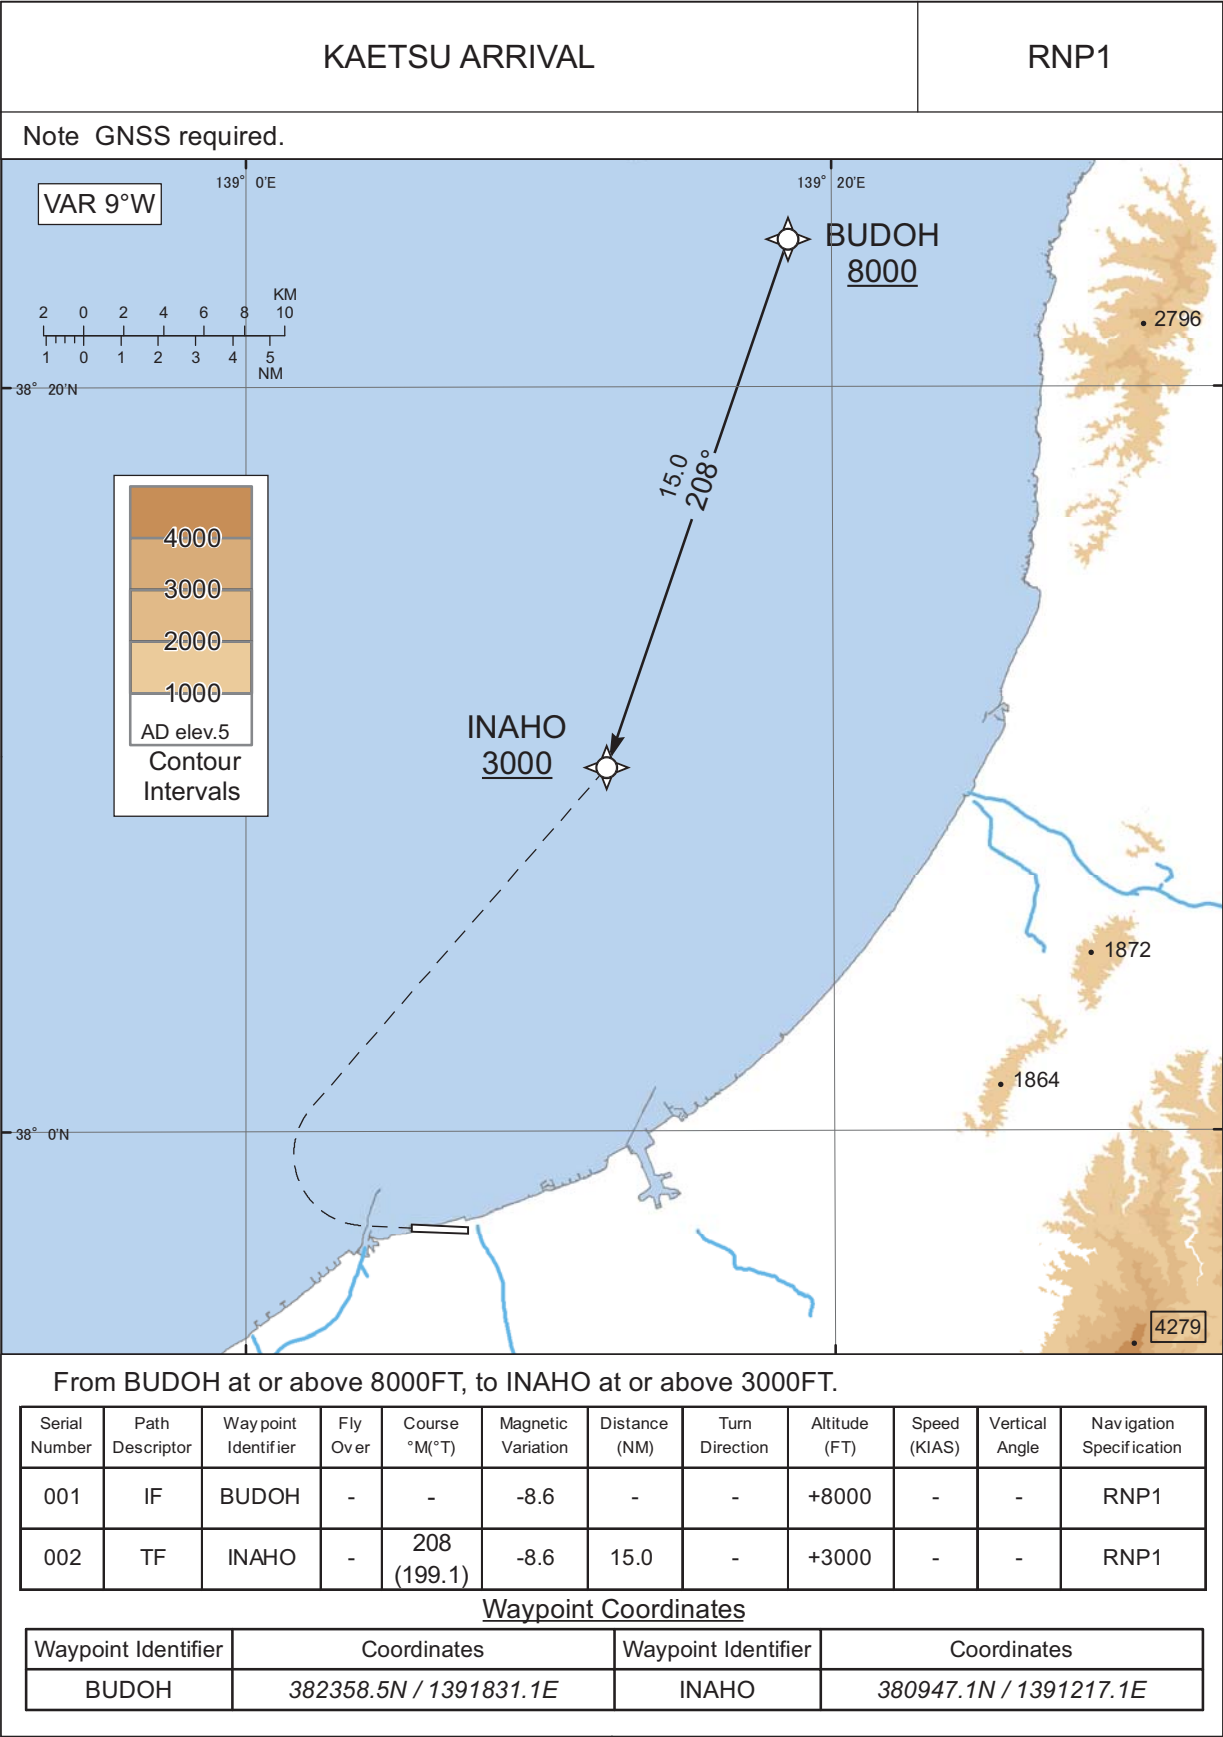 KAETSU ARRIVAL
RNP1
Note GNSS required.
139° 0'E
139° 20'E
VAR 9°W
BUDOH
8000
KM
2 0 2 4 6 8 10
1 0 1 2 3 4 5
NM
2796
38° 20'N
15.0
208°
4000
3000
2000
1000
AD elev.5
Contour
Intervals
INAHO
3000
1872
1864
38° 0'N
4279
From BUDOH at or above 8000FT, to INAHO at or above 3000FT.
Serial Number Path Descriptor Waypoint Identifier Fly Over Course °M(°T) Magnetic Variation Distance (NM) Turn Direction Altitude (FT) Speed (KIAS) Vertical Angle Navigation Specification
001 IF BUDOH - - -8.6 - - +8000 - - RNP1
002 TF INAHO - 208 (199.1) -8.6 15.0 - +3000 - - RNP1
Waypoint Coordinates
Waypoint Identifier Coordinates Waypoint Identifier Coordinates
BUDOH 382358.5N / 1391831.1E INAHO 380947.1N / 1391217.1E